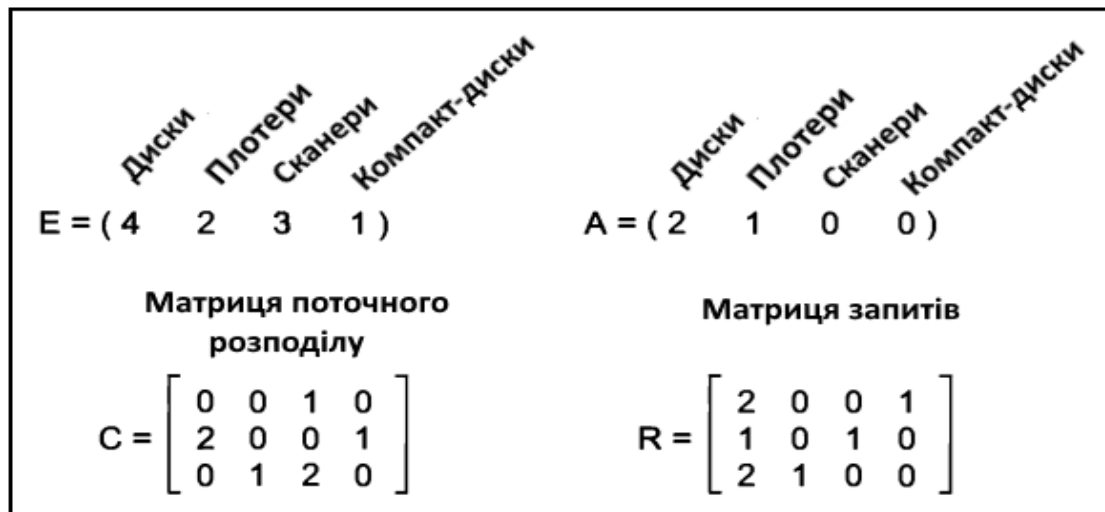 Диски Плотери Сканери Компакт-диски
E = ( 4 2 3 1 )
Диски Плотери Сканери Компакт-диски
A = ( 2 1 0 0 )
Матриця поточного
розподілу
C = [ 0 0 1 0
2 0 0 1
0 1 2 0 ]
Матриця запитів
R = [ 2 0 0 1
1 0 1 0
2 1 0 0 ]